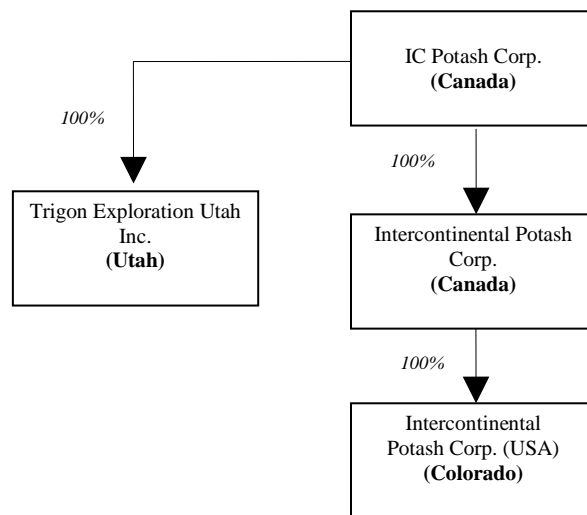 IC Potash Corp.
(Canada)
100%
100%
Trigon Exploration Utah
Inc.
(Utah)
Intercontinental Potash
Corp.
(Canada)
100%
Intercontinental
Potash Corp. (USA)
(Colorado)